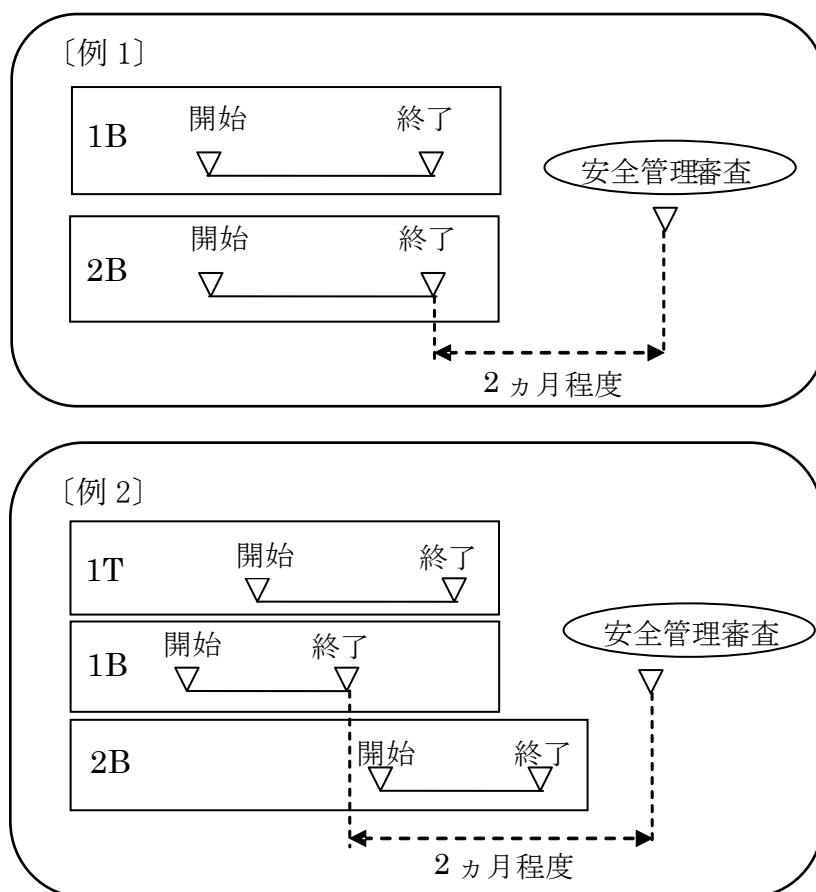 〔例 1〕
1B 開始 終了
安全管理審査
2B 開始 終了
2 ヵ月程度
〔例 2〕
1T 開始 終了
安全管理審査
1B 開始 終了
2B 開始 終了
2 ヵ月程度